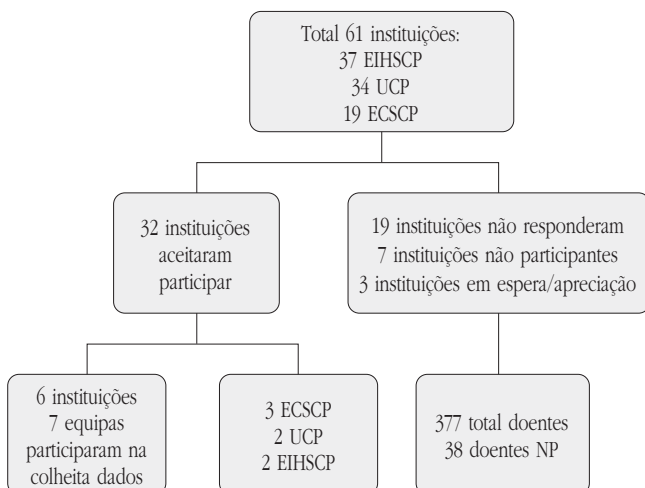 Total 61 instituições:
37 EIHSCP
34 UCP
19 ECSCP
32 instituições
aceitaram
participar
19 instituições não responderam
7 instituições não participantes
3 instituições em espera/apreciação
6 instituições
7 equipas
participaram na
colheita dados
3 ECSCP
2 UCP
2 EIHSCP
377 total doentes
38 doentes NP